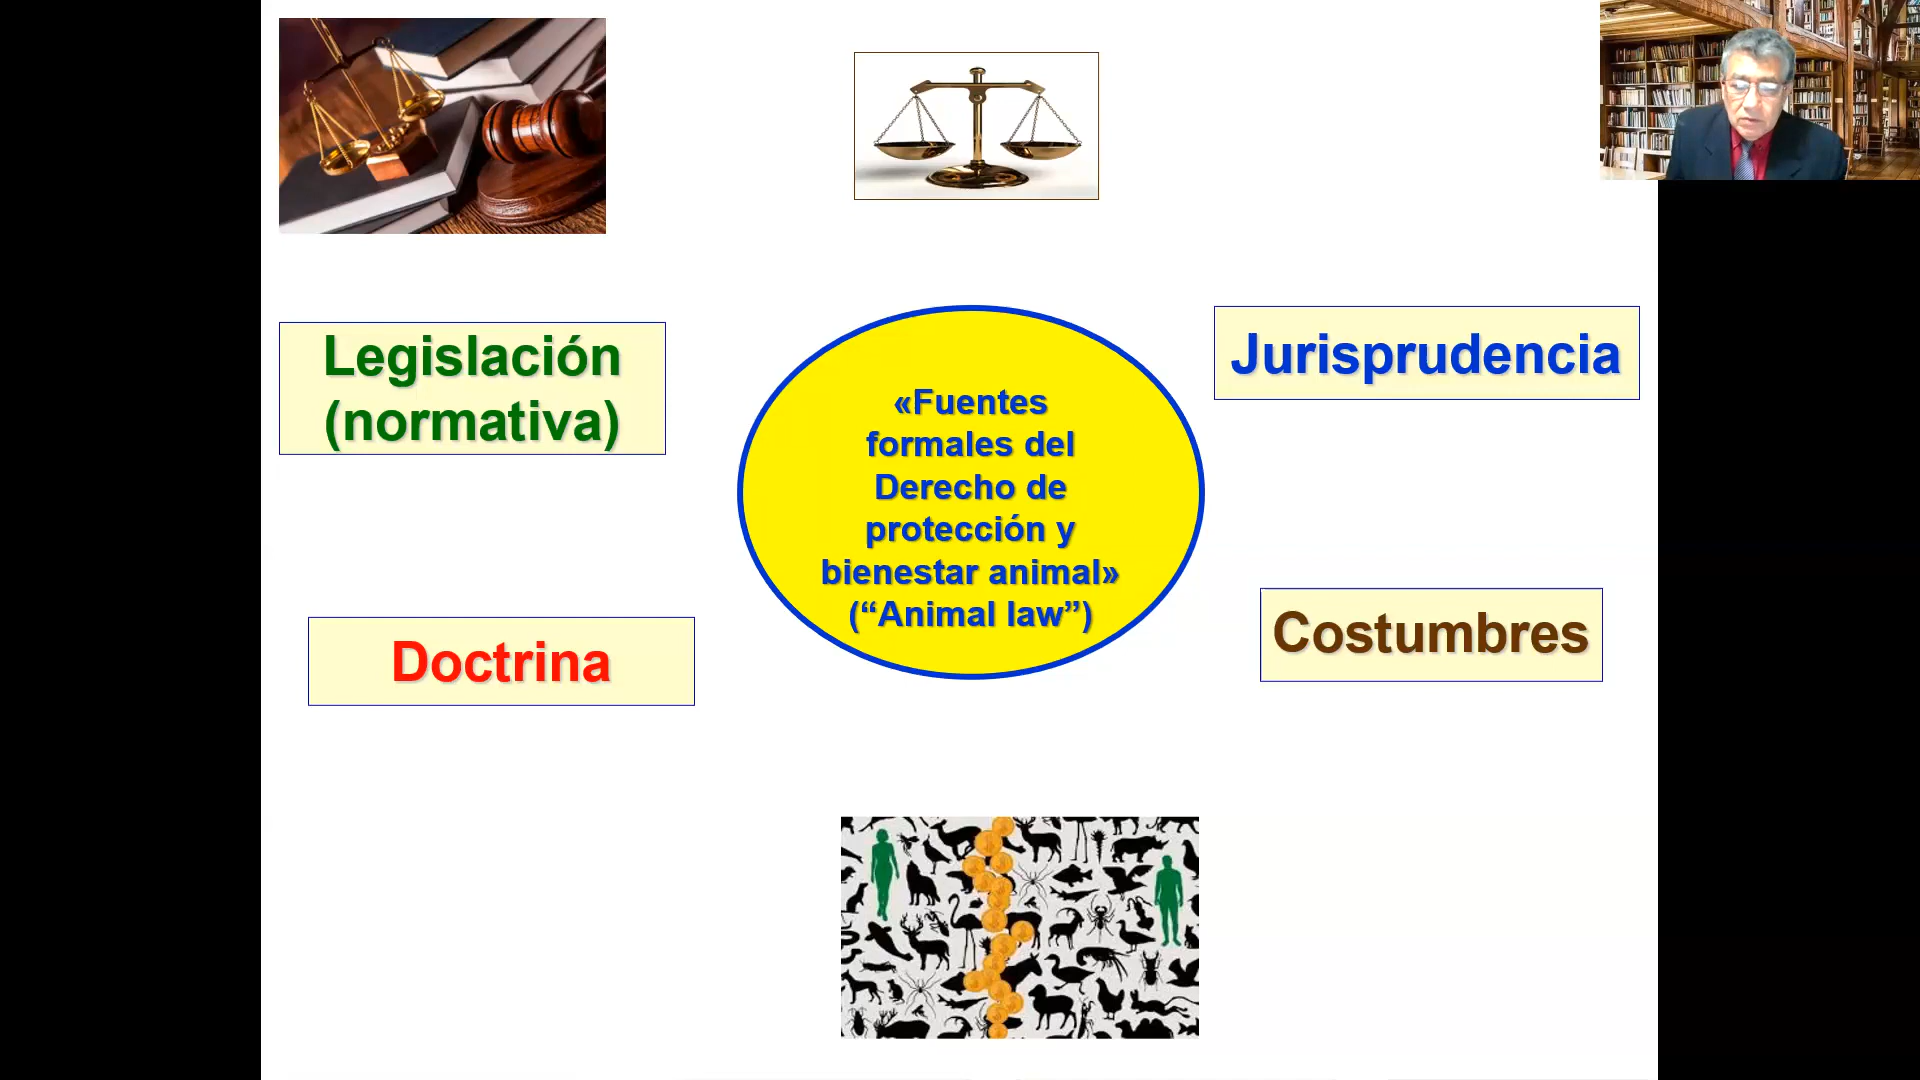 Legislación
(normativa)
«Fuentes
formales del
Derecho de
protección y
bienestar animal»
(“Animal law”)
Jurisprudencia
Doctrina
Costumbres